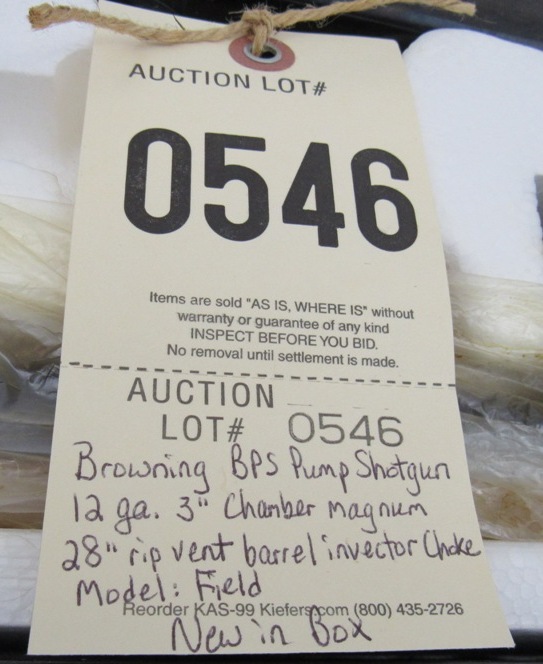 AUCTION LOT#
0546
Items are sold "AS IS, WHERE IS" without
warranty or guarantee of any kind
INSPECT BEFORE YOU BID.
No removal until settlement is made.
AUCTION
LOT# 0546
Browning BPS Pump Shotgun
12 ga. 3" Chamber magnum
28" rip vent barrel invector Choke
Model: Field
Reorder KAS-99 Kiefers.com (800) 435-2726
New in Box